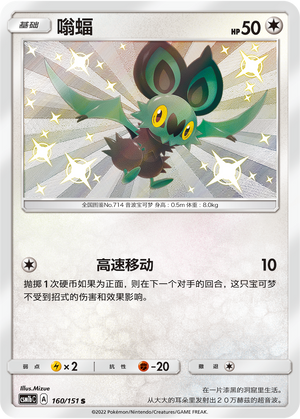 基础 嗡蝠 HP 50
全国图鉴No.714 音波宝可梦 身高：0.5m 体重：8.0kg
高速移动 10
抛掷1次硬币如果为正面，则在下一个对手的回合，这只宝可梦
不受到招式的伤害和效果影响。
弱点 ×2 抗性 -20 撤退
Illus.Mizue
CSM1b C A 160/151 S
在一片漆黑的洞窟里生活。
从大大的耳朵里发射出20万赫兹的超音波。
©2022 Pokémon/Nintendo/Creatures/GAME FREAK.